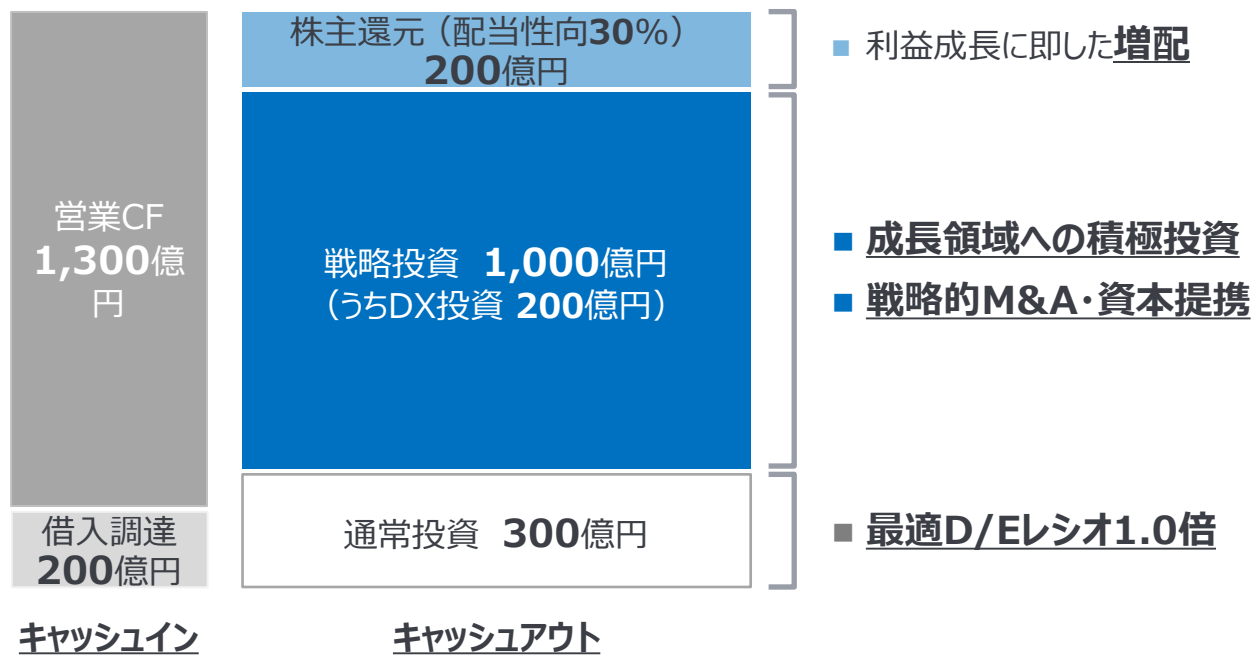 営業CF
1,300億
円
借入調達
200億円
キャッシュイン
株主還元（配当性向30%）
200億円
戦略投資 1,000億円
（うちDX投資 200億円）
通常投資 300億円
キャッシュアウト
■ 利益成長に即した増配
■ 成長領域への積極投資
■ 戦略的M&A・資本提携
■ 最適D/Eレシオ1.0倍